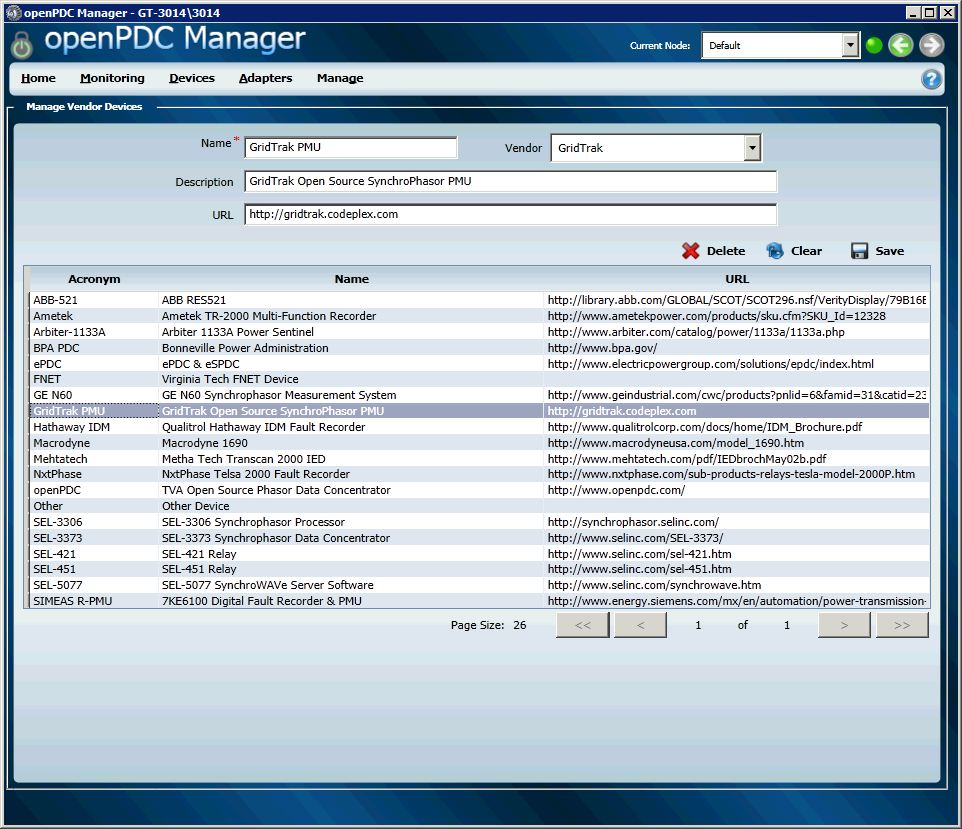 openPDC Manager - GT-3014\3014
openPDC Manager
Current Node: Default
Home Monitoring Devices Adapters Manage ?
Manage Vendor Devices
Name * GridTrak PMU Vendor GridTrak
Description GridTrak Open Source SynchroPhasor PMU
URL http://gridtrak.codeplex.com
Delete Clear Save
Acronym Name URL
ABB-521 ABB RES521 http://library.abb.com/GLOBAL/SCOT/SCOT296.nsf/VerityDisplay/79B16E
Ametek Ametek TR-2000 Multi-Function Recorder http://www.ametekpower.com/products/sku.cfm?SKU_Id=12328
Arbiter-1133A Arbiter 1133A Power Sentinel http://www.arbiter.com/catalog/power/1133a/1133a.php
BPA PDC Bonneville Power Administration http://www.bpa.gov/
ePDC ePDC & eSPDC http://www.electricpowergroup.com/solutions/epdc/index.html
FNET Virginia Tech FNET Device
GE N60 GE N60 Synchrophasor Measurement System http://www.geindustrial.com/cwc/products?pnlid=6&famid=31&catid=23
GridTrak PMU GridTrak Open Source SynchroPhasor PMU http://gridtrak.codeplex.com
Hathaway IDM Qualitrol Hathaway IDM Fault Recorder http://www.qualitrolcorp.com/docs/home/IDM_Brochure.pdf
Macrodyne Macrodyne 1690 http://www.macrodyneusa.com/model_1690.htm
Mehtatech Metha Tech Transcan 2000 IED http://www.mehtatech.com/pdf/IEDbrochMay02b.pdf
NxtPhase NxtPhase Telsa 2000 Fault Recorder http://www.nxtphase.com/sub-products-relays-tesla-model-2000P.htm
openPDC TVA Open Source Phasor Data Concentrator http://www.openpdc.com/
Other Other Device
SEL-3306 SEL-3306 Synchrophasor Processor http://synchrophasor.selinc.com/
SEL-3373 SEL-3373 Synchrophasor Data Concentrator http://www.selinc.com/SEL-3373/
SEL-421 SEL-421 Relay http://www.selinc.com/sel-421.htm
SEL-451 SEL-451 Relay http://www.selinc.com/sel-451.htm
SEL-5077 SEL-5077 SynchroWAVe Server Software http://www.selinc.com/synchrowave.htm
SIMEAS R-PMU 7KE6100 Digital Fault Recorder & PMU http://www.energy.siemens.com/mx/en/automation/power-transmission-
Page Size: 26 << < 1 of 1 > >>